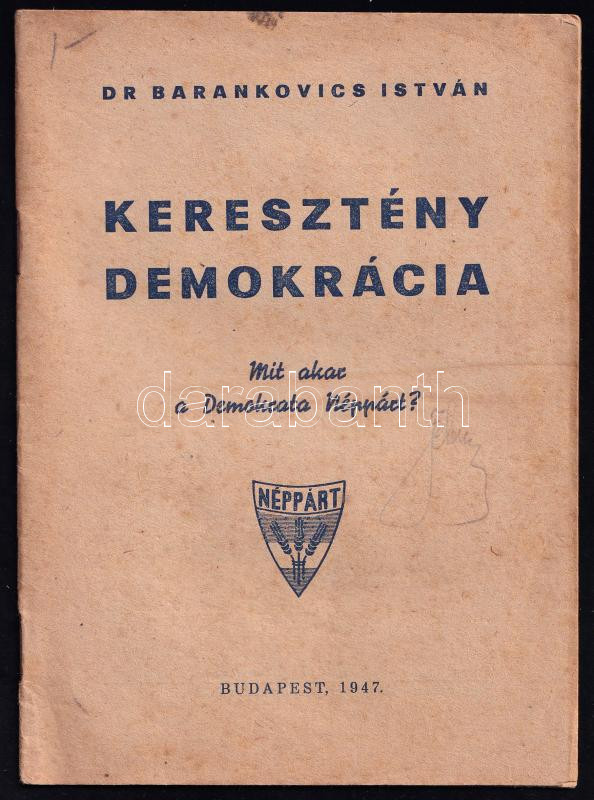 DR BARANKOVICS ISTVÁN
KERESZTÉNY
DEMOKRÁCIA
Mit akar
a Demokrata Néppárt?
darabanth
NÉPPÁRT
BUDAPEST, 1947.